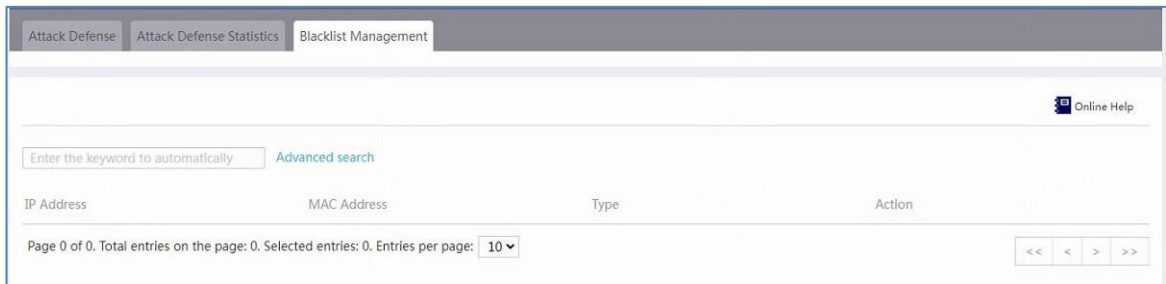 Attack Defense Attack Defense Statistics Blacklist Management
Online Help
Enter the keyword to automatically Advanced search
IP Address MAC Address Type Action
Page 0 of 0. Total entries on the page: 0. Selected entries: 0. Entries per page: 10
<< < > >>